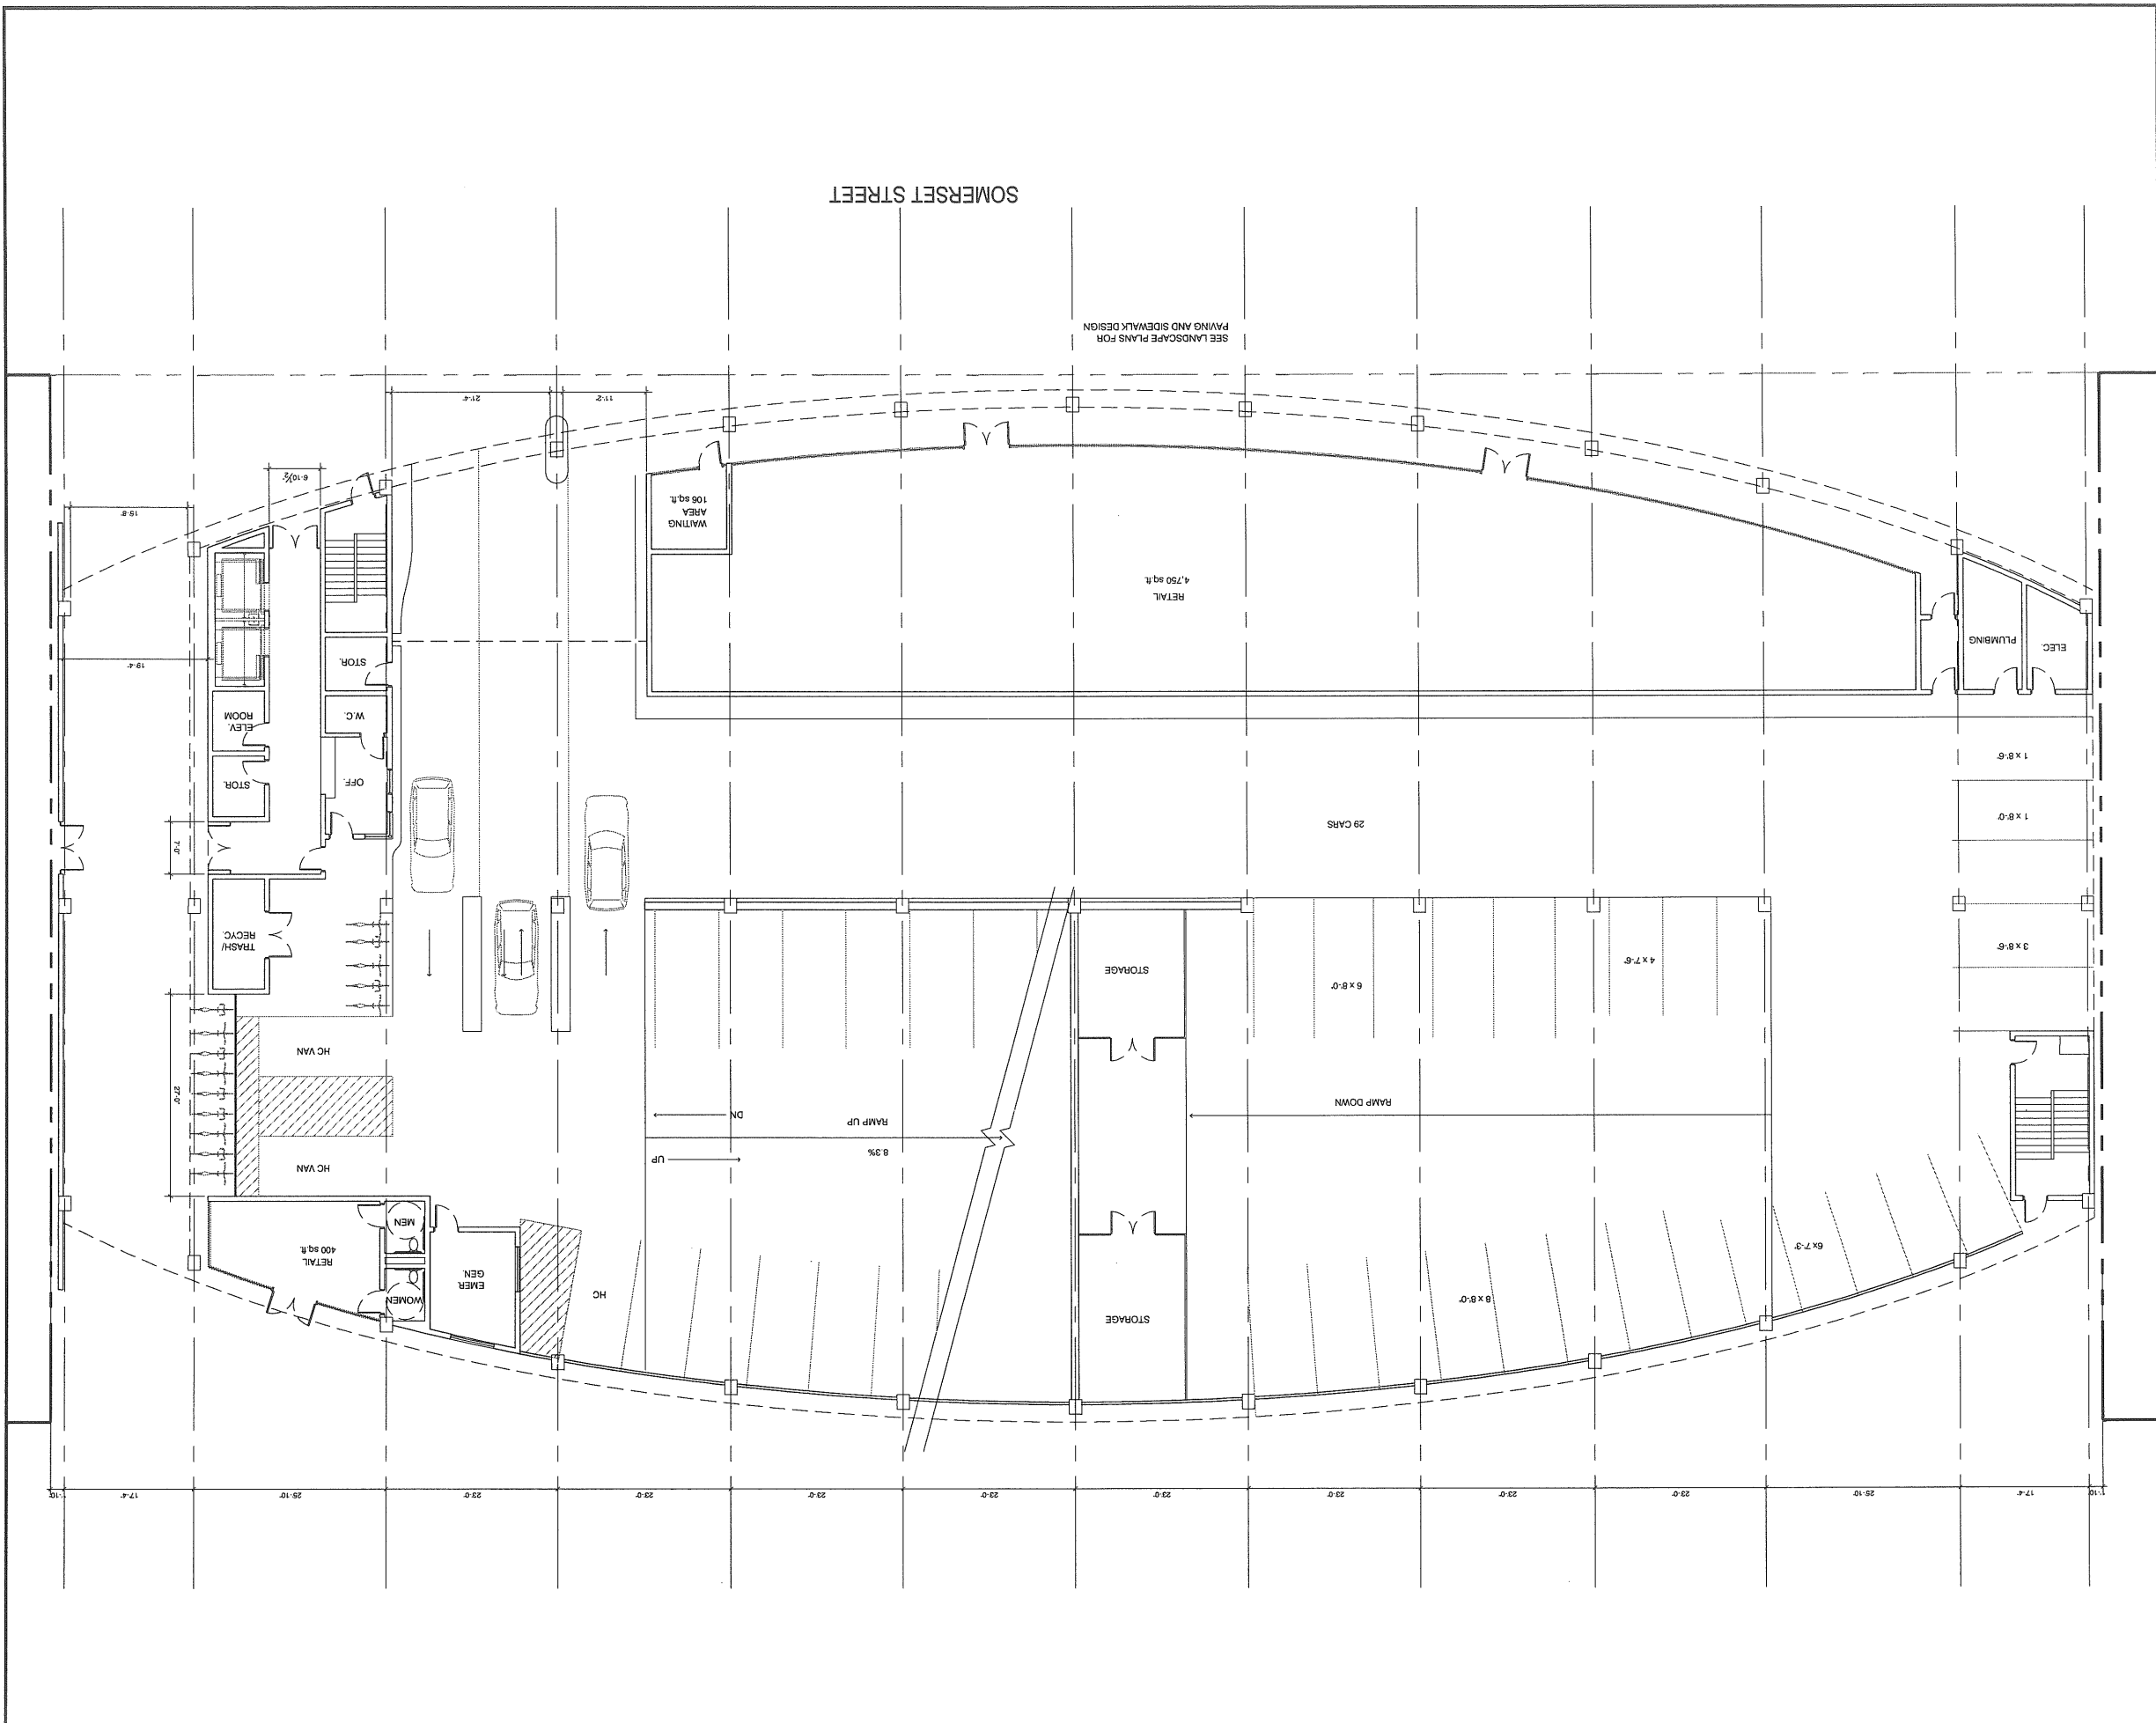 1'-10"
17'-4"
25'-10"
23'-0"
23'-0"
23'-0"
23'-0"
23'-0"
23'-0"
23'-0"
23'-0"
25'-10"
17'-4"
1'-10"
STORAGE
8 x 8'-0"
WOMEN
HC
EMER.
GEN.
RETAIL
400 sq.ft.
6x 7'-3"
MEN
HC VAN
UP
8.3%
RAMP UP
DN
RAMP DOWN
27'-0"
HC VAN
6 x 8'-0"
4 x 7'-6"
STORAGE
3 x 8'-6"
TRASH/
RECYC.
7'-0"
29 CARS
1 x 8'-0"
STOR.
OFF.
1 x 8'-6"
ELEV.
ROOM
W.C.
STOR.
19'-4"
ELEC.
PLUMBING
RETAIL
4,750 sq.ft.
WAITING
AREA
106 sq.ft.
15'-8"
6'-10½"
11'-2"
21'-4"
SEE LANDSCAPE PLANS FOR
PAVING AND SIDEWALK DESIGN
SOMERSET STREET